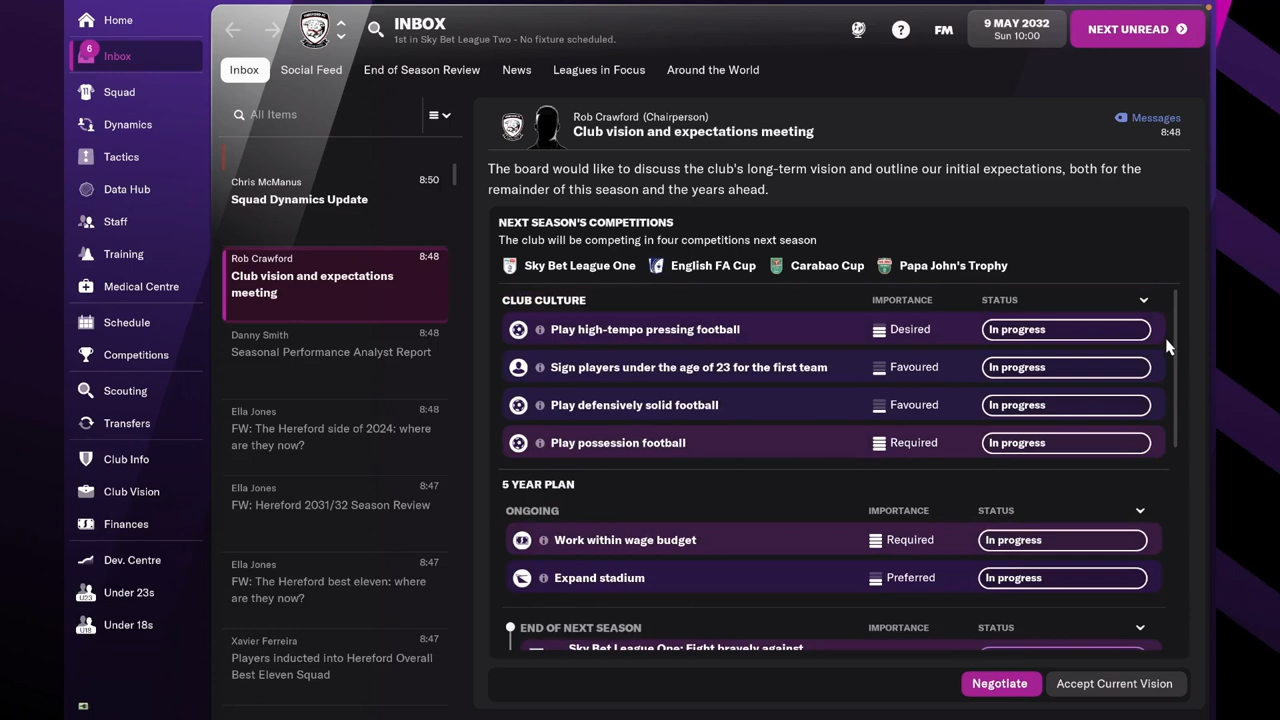 Home
6
Inbox
Squad
Dynamics
Tactics
Data Hub
Staff
Training
Medical Centre
Schedule
Competitions
Scouting
Transfers
Club Info
Club Vision
Finances
Dev. Centre
U23
Under 23s
U18
Under 18s
INBOX
1st in Sky Bet League Two - No fixture scheduled.
?
FM
9 MAY 2032
Sun 10:00
NEXT UNREAD
Inbox
Social Feed
End of Season Review
News
Leagues in Focus
Around the World
All Items
Chris McManus
8:50
Squad Dynamics Update
Rob Crawford
8:48
Club vision and expectations
meeting
Danny Smith
8:48
Seasonal Performance Analyst Report
Ella Jones
8:48
FW: The Hereford side of 2024: where
are they now?
Ella Jones
8:47
FW: Hereford 2031/32 Season Review
Ella Jones
8:47
FW: The Hereford best eleven: where
are they now?
Xavier Ferreira
8:47
Players inducted into Hereford Overall
Best Eleven Squad
Rob Crawford (Chairperson)
Club vision and expectations meeting
Messages
8:48
The board would like to discuss the club's long-term vision and outline our initial expectations, both for the
remainder of this season and the years ahead.
NEXT SEASON'S COMPETITIONS
The club will be competing in four competitions next season
Sky Bet League One
English FA Cup
Carabao Cup
Papa John's Trophy
CLUB CULTURE
IMPORTANCE
STATUS
Play high-tempo pressing football
Desired
In progress
Sign players under the age of 23 for the first team
Favoured
In progress
Play defensively solid football
Favoured
In progress
Play possession football
Required
In progress
5 YEAR PLAN
ONGOING
IMPORTANCE
STATUS
Work within wage budget
Required
In progress
Expand stadium
Preferred
In progress
END OF NEXT SEASON
IMPORTANCE
STATUS
Sky Bet League One: Fight bravely against
Negotiate
Accept Current Vision